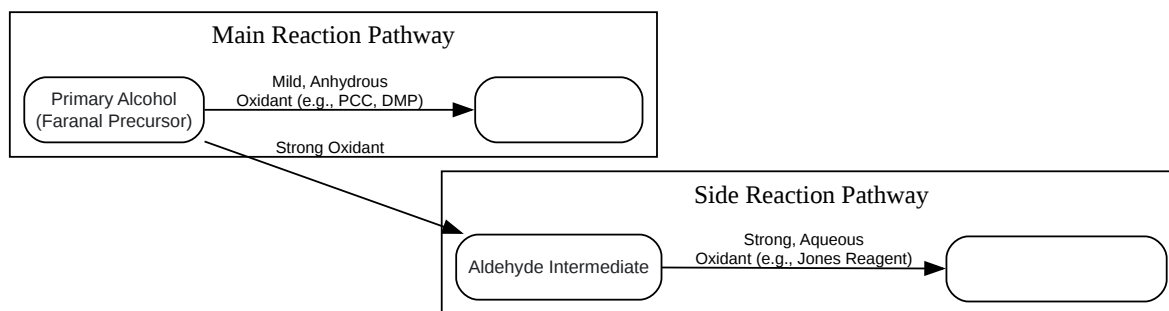 Main Reaction Pathway
Primary Alcohol
(Faranal Precursor)
Mild, Anhydrous
Oxidant (e.g., PCC, DMP)
Strong Oxidant
Side Reaction Pathway
Aldehyde Intermediate
Strong, Aqueous
Oxidant (e.g., Jones Reagent)